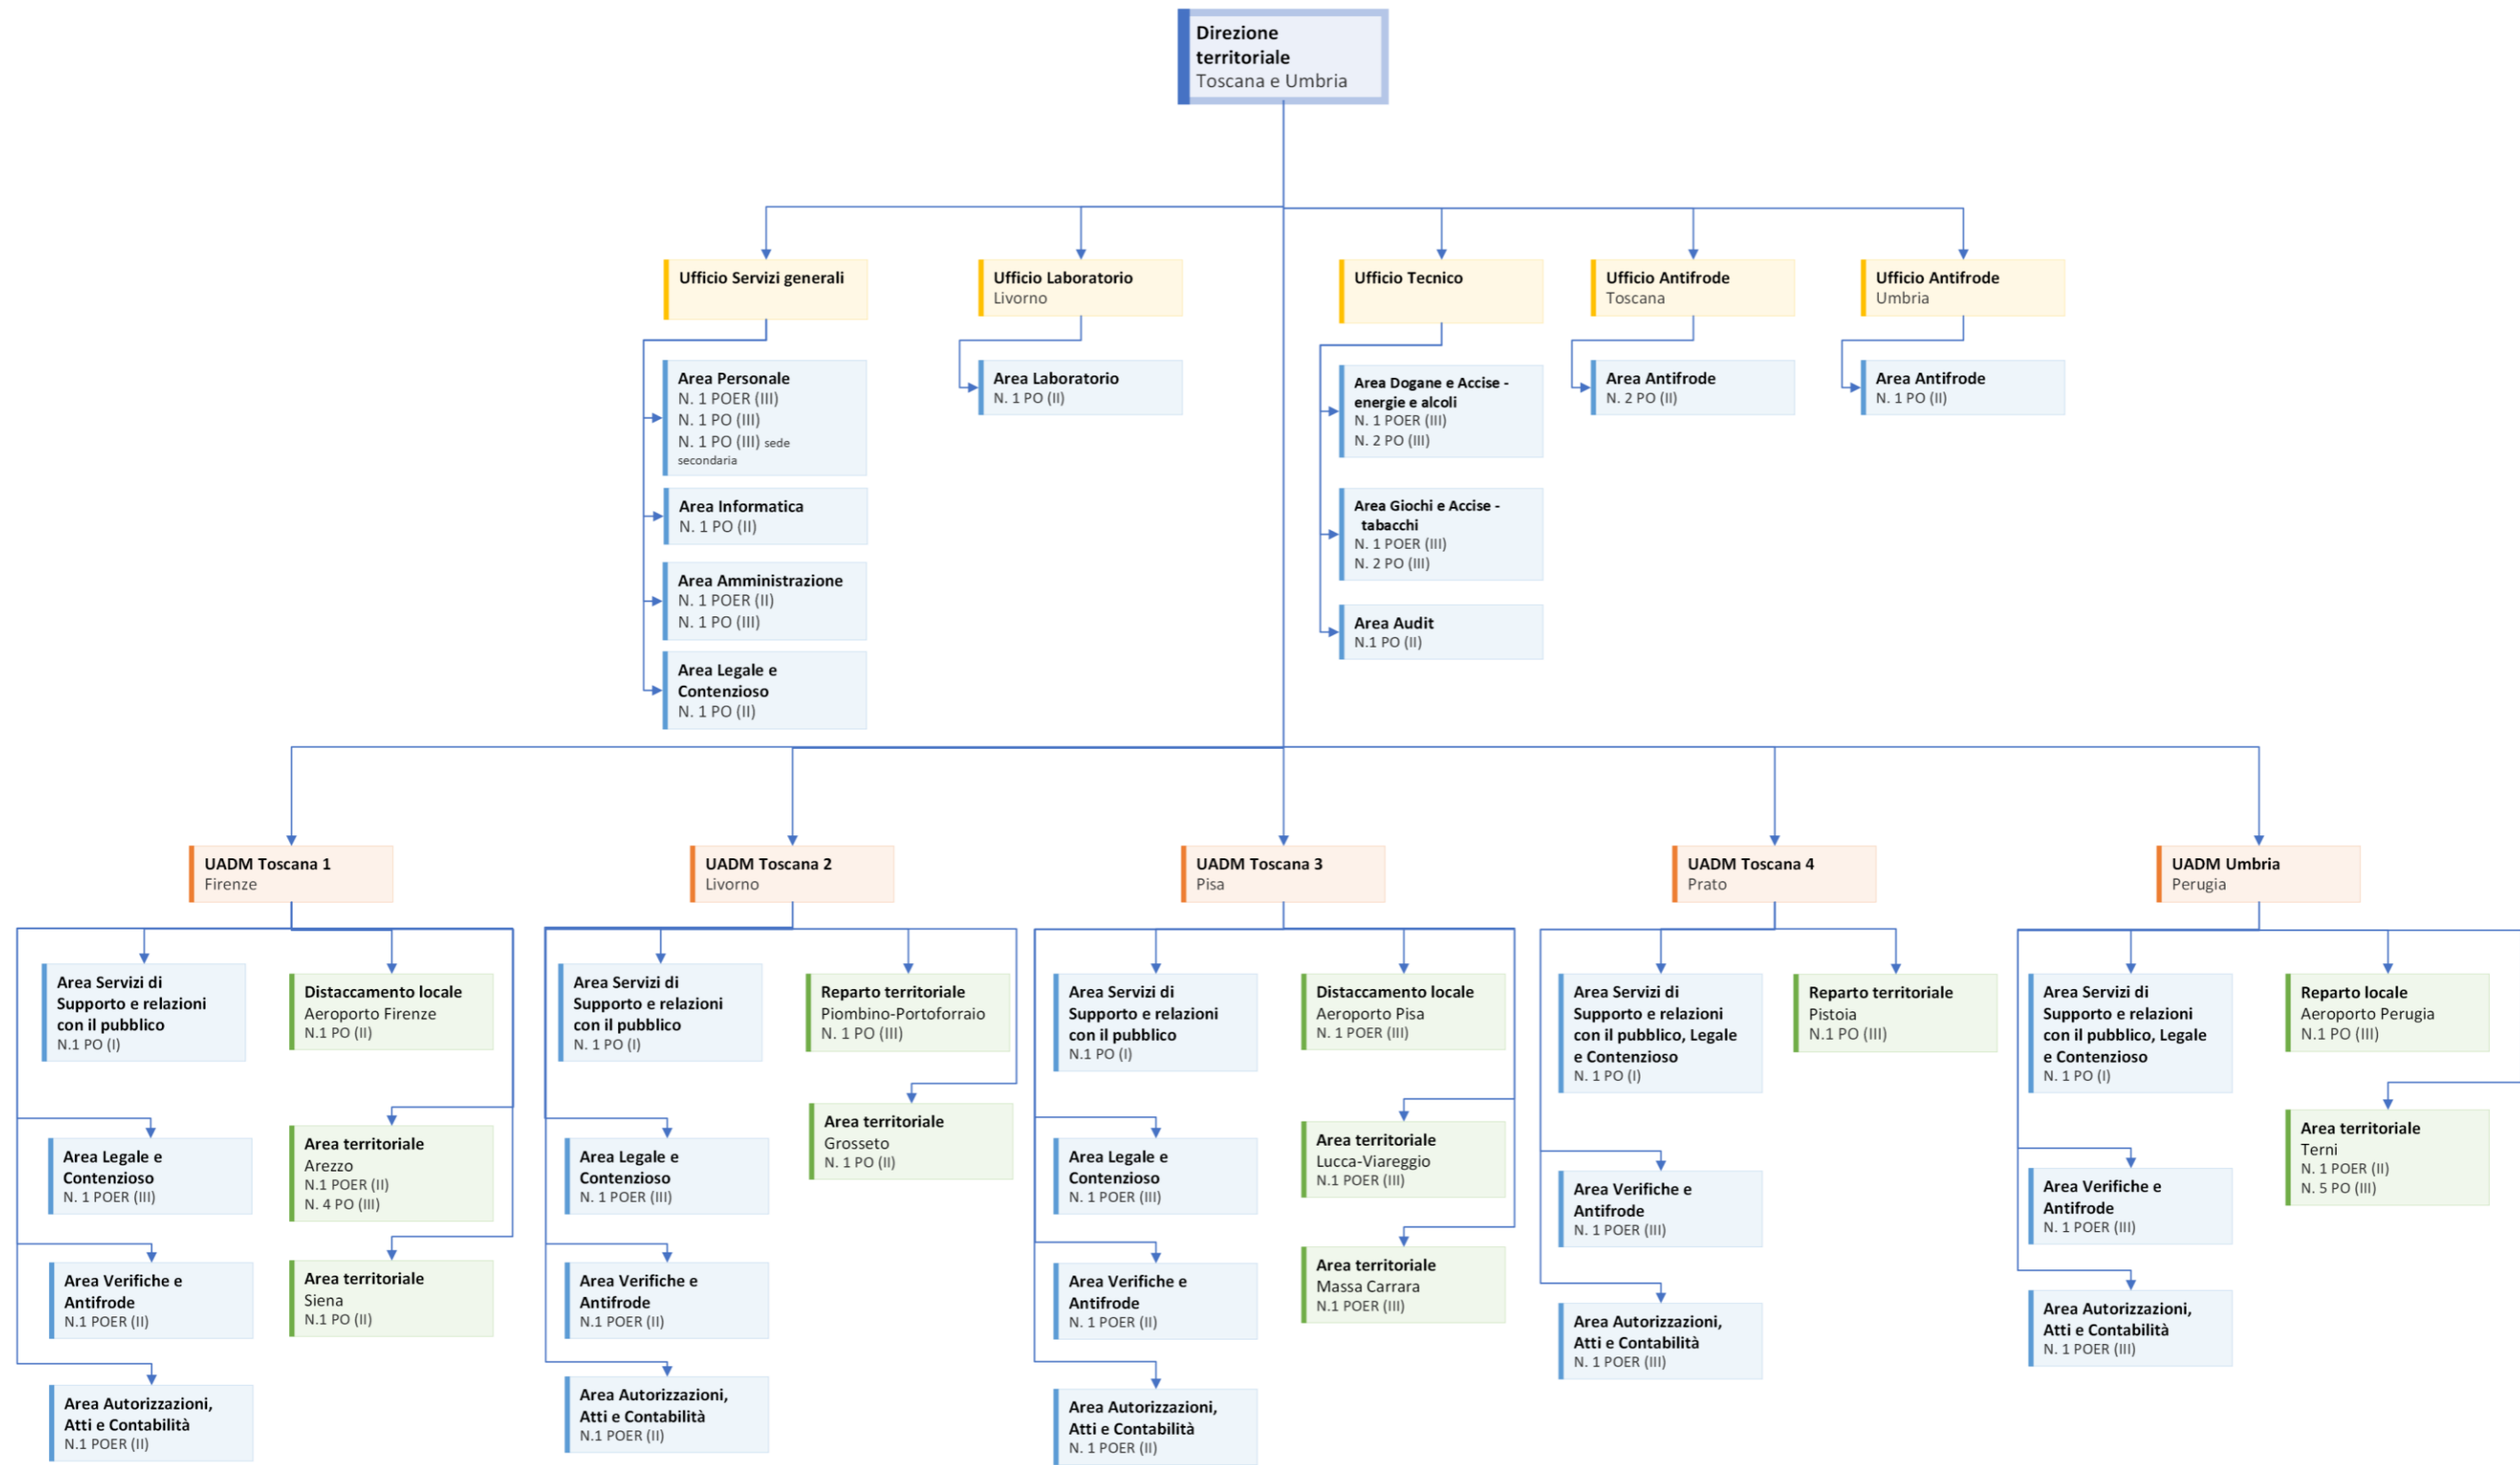 Direzione
territoriale
Toscana e Umbria
Ufficio Servizi generali
Ufficio Laboratorio
Livorno
Ufficio Tecnico
Ufficio Antifrode
Toscana
Ufficio Antifrode
Umbria
Area Personale
N. 1 POER (III)
N. 1 PO (III)
N. 1 PO (III) sede
secondaria
Area Informatica
N. 1 PO (II)
Area Amministrazione
N. 1 POER (II)
N. 1 PO (III)
Area Legale e
Contenzioso
N. 1 PO (II)
Area Laboratorio
N. 1 PO (II)
Area Dogane e Accise -
energie e alcoli
N. 1 POER (III)
N. 2 PO (III)
Area Giochi e Accise -
tabacchi
N. 1 POER (III)
N. 2 PO (III)
Area Audit
N.1 PO (II)
Area Antifrode
N. 2 PO (II)
Area Antifrode
N. 1 PO (II)
UADM Toscana 1
Firenze
Area Servizi di
Supporto e relazioni
con il pubblico
N.1 PO (I)
Area Legale e
Contenzioso
N. 1 POER (III)
Area Verifiche e
Antifrode
N.1 POER (II)
Area Autorizzazioni,
Atti e Contabilità
N.1 POER (II)
Distaccamento locale
Aeroporto Firenze
N.1 PO (II)
Area territoriale
Arezzo
N.1 POER (II)
N. 4 PO (III)
Area territoriale
Siena
N.1 PO (II)
UADM Toscana 2
Livorno
Area Servizi di
Supporto e relazioni
con il pubblico
N. 1 PO (I)
Area Legale e
Contenzioso
N. 1 POER (III)
Area Verifiche e
Antifrode
N.1 POER (II)
Area Autorizzazioni,
Atti e Contabilità
N.1 POER (II)
Reparto territoriale
Piombino-Portoforraio
N. 1 PO (III)
Area territoriale
Grosseto
N. 1 PO (II)
UADM Toscana 3
Pisa
Area Servizi di
Supporto e relazioni
con il pubblico
N.1 PO (I)
Area Legale e
Contenzioso
N. 1 POER (III)
Area Verifiche e
Antifrode
N. 1 POER (II)
Area Autorizzazioni,
Atti e Contabilità
N. 1 POER (II)
Distaccamento locale
Aeroporto Pisa
N. 1 POER (III)
Area territoriale
Lucca-Viareggio
N.1 POER (III)
Area territoriale
Massa Carrara
N.1 POER (III)
UADM Toscana 4
Prato
Area Servizi di
Supporto e relazioni
con il pubblico, Legale
e Contenzioso
N. 1 PO (I)
Area Verifiche e
Antifrode
N. 1 POER (III)
Area Autorizzazioni,
Atti e Contabilità
N. 1 POER (III)
Reparto territoriale
Pistoia
N.1 PO (III)
UADM Umbria
Perugia
Area Servizi di
Supporto e relazioni
con il pubblico, Legale
e Contenzioso
N. 1 PO (I)
Area Verifiche e
Antifrode
N. 1 POER (III)
Area Autorizzazioni,
Atti e Contabilità
N. 1 POER (III)
Reparto locale
Aeroporto Perugia
N.1 PO (III)
Area territoriale
Terni
N. 1 POER (II)
N. 5 PO (III)